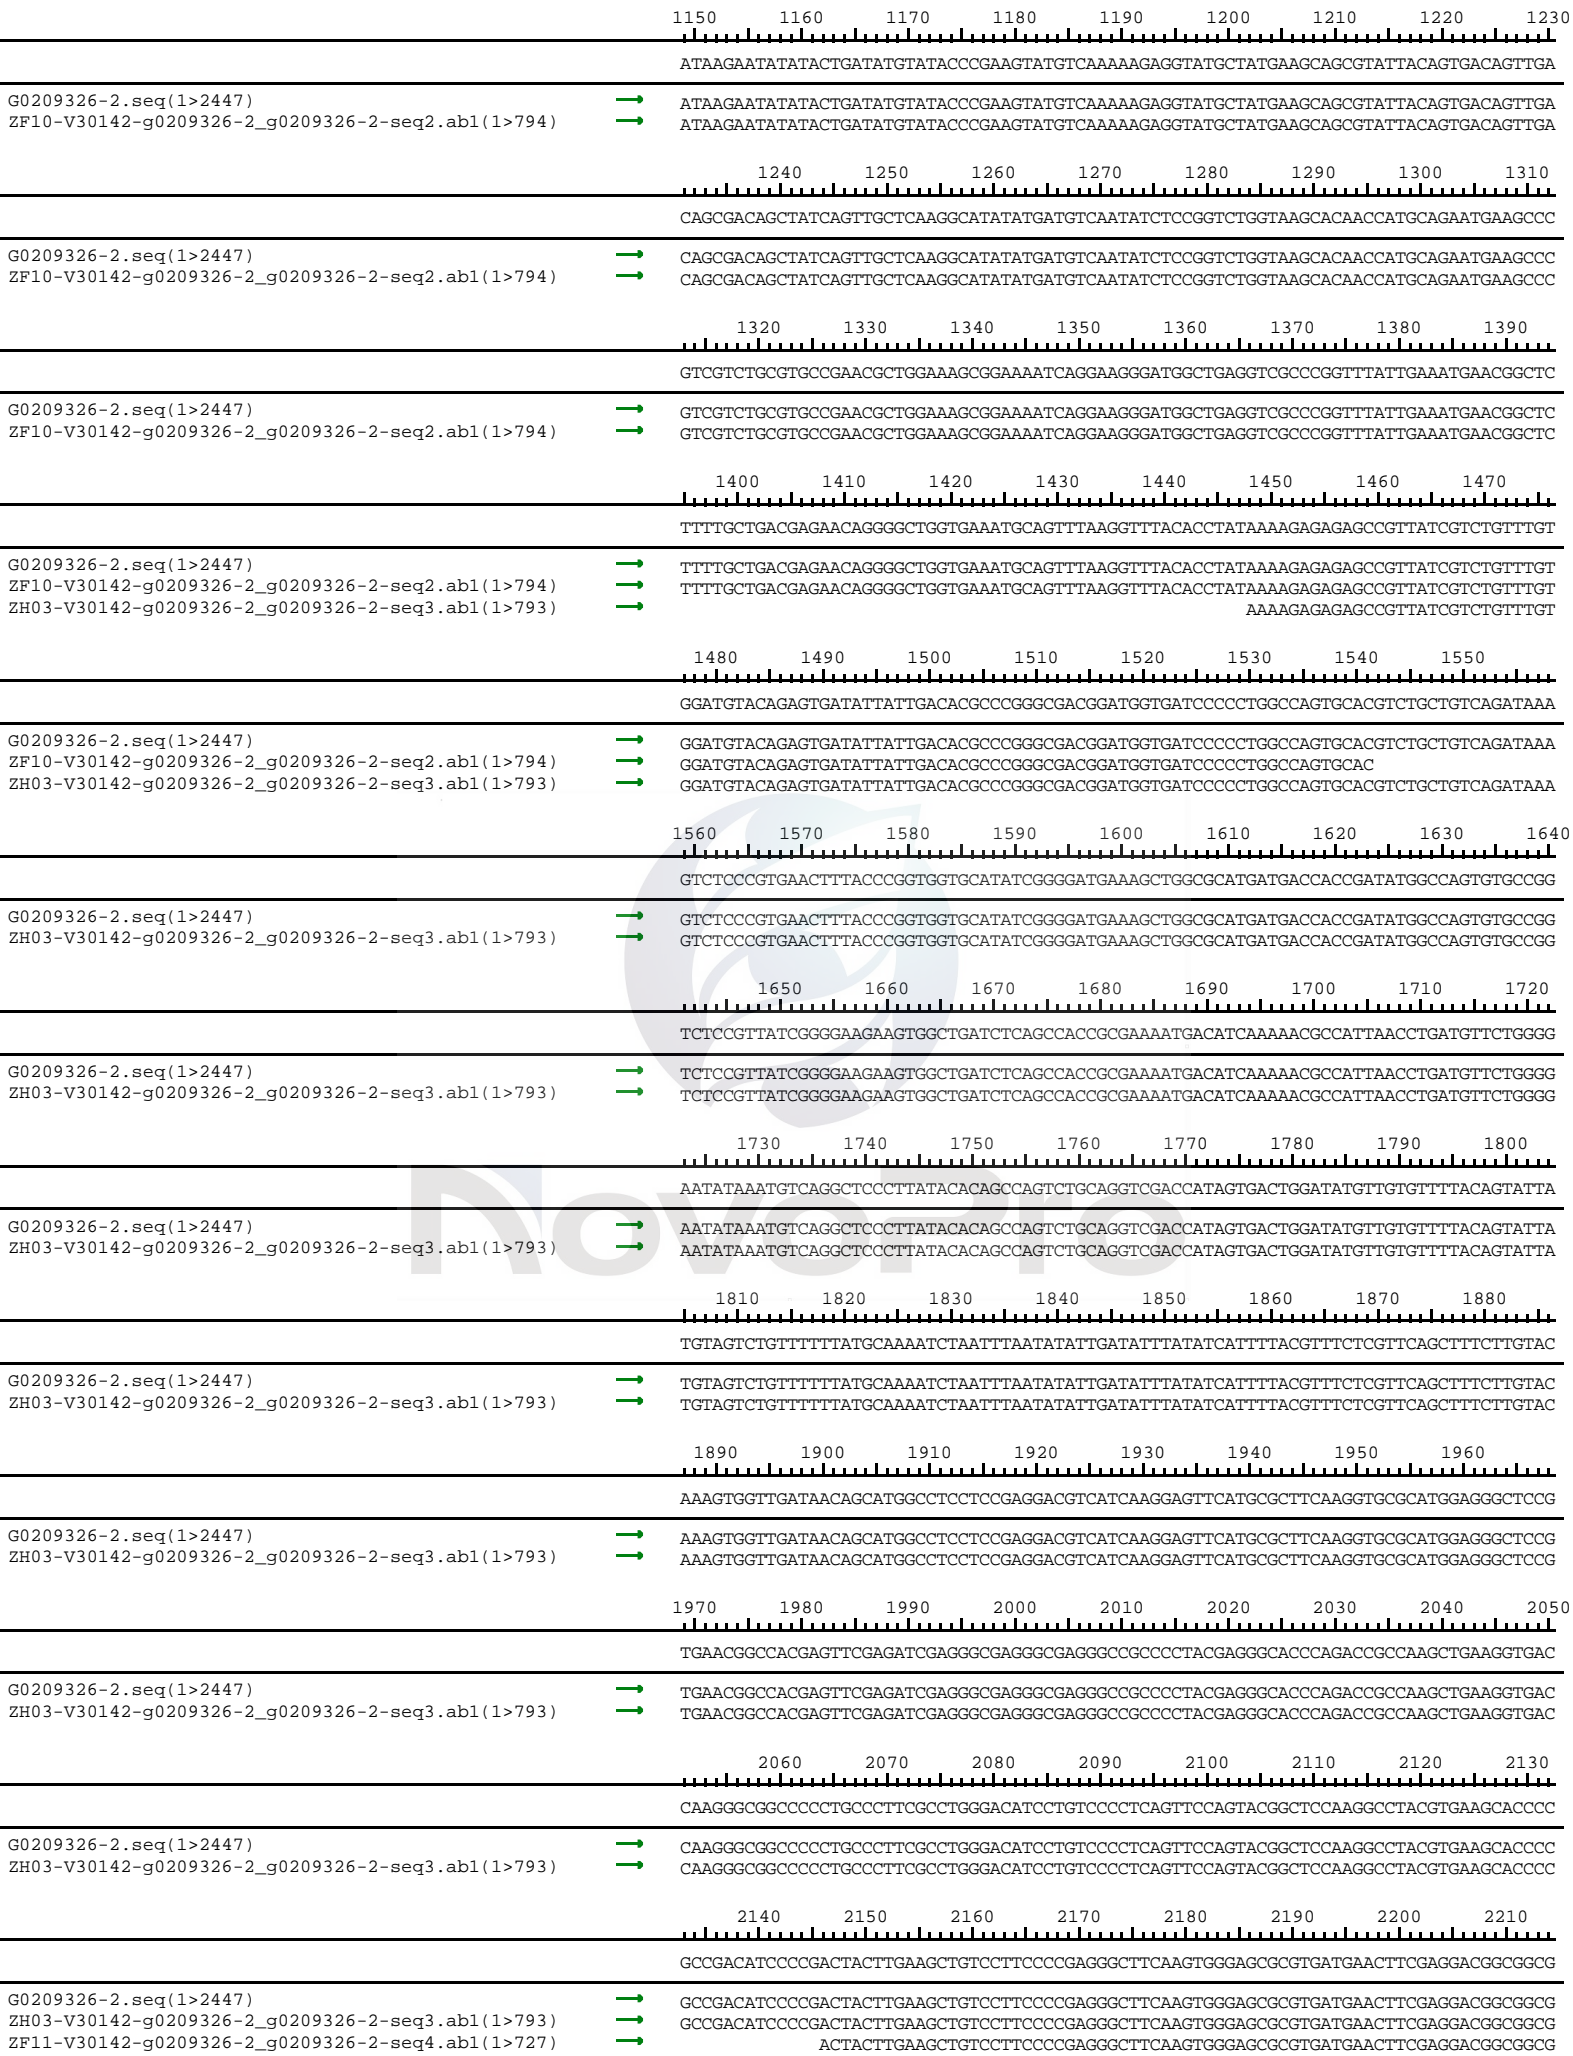 1150 1160 1170 1180 1190 1200 1210 1220 1230
ATAAGAATATATATACTGATATGTATACCCGAAGTATGTCAAAAAGAGGTATGCTATGAAGCAGCGTATTACAGTGACAGTTGA
G0209326-2.seq(1>2447) ATAAGAATATATATACTGATATGTATACCCGAAGTATGTCAAAAAGAGGTATGCTATGAAGCAGCGTATTACAGTGACAGTTGA
ZF10-V30142-g0209326-2_g0209326-2-seq2.ab1(1>794) ATAAGAATATATATACTGATATGTATACCCGAAGTATGTCAAAAAGAGGTATGCTATGAAGCAGCGTATTACAGTGACAGTTGA
1240 1250 1260 1270 1280 1290 1300 1310
CAGCGACAGCTATCAGTTGCTCAAGGCATATATGATGTCAATATCTCCGGTCTGGTAAGCACAACCATGCAGAATGAAGCCC
G0209326-2.seq(1>2447) CAGCGACAGCTATCAGTTGCTCAAGGCATATATGATGTCAATATCTCCGGTCTGGTAAGCACAACCATGCAGAATGAAGCCC
ZF10-V30142-g0209326-2_g0209326-2-seq2.ab1(1>794) CAGCGACAGCTATCAGTTGCTCAAGGCATATATGATGTCAATATCTCCGGTCTGGTAAGCACAACCATGCAGAATGAAGCCC
1320 1330 1340 1350 1360 1370 1380 1390
GTCGTCTGCGTGCCGAACGCTGGAAAGCGGAAAATCAGGAAGGGATGGCTGAGGTCGCCCGGTTTATTGAAATGAACGGCTC
G0209326-2.seq(1>2447) GTCGTCTGCGTGCCGAACGCTGGAAAGCGGAAAATCAGGAAGGGATGGCTGAGGTCGCCCGGTTTATTGAAATGAACGGCTC
ZF10-V30142-g0209326-2_g0209326-2-seq2.ab1(1>794) GTCGTCTGCGTGCCGAACGCTGGAAAGCGGAAAATCAGGAAGGGATGGCTGAGGTCGCCCGGTTTATTGAAATGAACGGCTC
1400 1410 1420 1430 1440 1450 1460 1470
TTTTGCTGACGAGAACAGGGGCTGGTGAAATGCAGTTTAAGGTTTACACCTATAAAAGAGAGAGCCGTTATCGTCTGTTTGT
G0209326-2.seq(1>2447) TTTTGCTGACGAGAACAGGGGCTGGTGAAATGCAGTTTAAGGTTTACACCTATAAAAGAGAGAGCCGTTATCGTCTGTTTGT
ZF10-V30142-g0209326-2_g0209326-2-seq2.ab1(1>794) TTTTGCTGACGAGAACAGGGGCTGGTGAAATGCAGTTTAAGGTTTACACCTATAAAAGAGAGAGCCGTTATCGTCTGTTTGT
ZH03-V30142-g0209326-2_g0209326-2-seq3.ab1(1>793) AAAAGAGAGAGCCGTTATCGTCTGTTTGT
1480 1490 1500 1510 1520 1530 1540 1550
GGATGTACAGAGTGATATTATTGACACGCCCGGGCGACGGATGGTGATCCCCCTGGCCAGTGCACGTCTGCTGTCAGATAAA
G0209326-2.seq(1>2447) GGATGTACAGAGTGATATTATTGACACGCCCGGGCGACGGATGGTGATCCCCCTGGCCAGTGCACGTCTGCTGTCAGATAAA
ZF10-V30142-g0209326-2_g0209326-2-seq2.ab1(1>794) GGATGTACAGAGTGATATTATTGACACGCCCGGGCGACGGATGGTGATCCCCCTGGCCAGTGCAC
ZH03-V30142-g0209326-2_g0209326-2-seq3.ab1(1>793) GGATGTACAGAGTGATATTATTGACACGCCCGGGCGACGGATGGTGATCCCCCTGGCCAGTGCACGTCTGCTGTCAGATAAA
1560 1570 1580 1590 1600 1610 1620 1630 1640
GTCTCCCGTGAACTTTACCCGGTGGTGCATATCGGGGATGAAAGCTGGCGCATGATGACCACCGATATGGCCAGTGTGCCGG
G0209326-2.seq(1>2447) GTCTCCCGTGAACTTTACCCGGTGGTGCATATCGGGGATGAAAGCTGGCGCATGATGACCACCGATATGGCCAGTGTGCCGG
ZH03-V30142-g0209326-2_g0209326-2-seq3.ab1(1>793) GTCTCCCGTGAACTTTACCCGGTGGTGCATATCGGGGATGAAAGCTGGCGCATGATGACCACCGATATGGCCAGTGTGCCGG
1650 1660 1670 1680 1690 1700 1710 1720
TCTCCGTTATCGGGGAAGAAGTGGCTGATCTCAGCCACCGCGAAAATGACATCAAAAACGCCATTAACCTGATGTTCTGGGG
G0209326-2.seq(1>2447) TCTCCGTTATCGGGGAAGAAGTGGCTGATCTCAGCCACCGCGAAAATGACATCAAAAACGCCATTAACCTGATGTTCTGGGG
ZH03-V30142-g0209326-2_g0209326-2-seq3.ab1(1>793) TCTCCGTTATCGGGGAAGAAGTGGCTGATCTCAGCCACCGCGAAAATGACATCAAAAACGCCATTAACCTGATGTTCTGGGG
1730 1740 1750 1760 1770 1780 1790 1800
AATATAAATGTCAGGCTCCCTTATACACAGCCAGTCTGCAGGTCGACCATAGTGACTGGATATGTTGTGTTTTACAGTATTA
G0209326-2.seq(1>2447) AATATAAATGTCAGGCTCCCTTATACACAGCCAGTCTGCAGGTCGACCATAGTGACTGGATATGTTGTGTTTTACAGTATTA
ZH03-V30142-g0209326-2_g0209326-2-seq3.ab1(1>793) AATATAAATGTCAGGCTCCCTTATACACAGCCAGTCTGCAGGTCGACCATAGTGACTGGATATGTTGTGTTTTACAGTATTA
NovoPro
1810 1820 1830 1840 1850 1860 1870 1880
TGTAGTCTGTTTTTTATGCAAAATCTAATTTAATATATTGATATTTATATCATTTTACGTTTCTCGTTCAGCTTTCTTGTAC
G0209326-2.seq(1>2447) TGTAGTCTGTTTTTTATGCAAAATCTAATTTAATATATTGATATTTATATCATTTTACGTTTCTCGTTCAGCTTTCTTGTAC
ZH03-V30142-g0209326-2_g0209326-2-seq3.ab1(1>793) TGTAGTCTGTTTTTTATGCAAAATCTAATTTAATATATTGATATTTATATCATTTTACGTTTCTCGTTCAGCTTTCTTGTAC
1890 1900 1910 1920 1930 1940 1950 1960
AAAGTGGTTGATAACAGCATGGCCTCCTCCGAGGACGTCATCAAGGAGTTCATGCGCTTCAAGGTGCGCATGGAGGGCTCCG
G0209326-2.seq(1>2447) AAAGTGGTTGATAACAGCATGGCCTCCTCCGAGGACGTCATCAAGGAGTTCATGCGCTTCAAGGTGCGCATGGAGGGCTCCG
ZH03-V30142-g0209326-2_g0209326-2-seq3.ab1(1>793) AAAGTGGTTGATAACAGCATGGCCTCCTCCGAGGACGTCATCAAGGAGTTCATGCGCTTCAAGGTGCGCATGGAGGGCTCCG
1970 1980 1990 2000 2010 2020 2030 2040 2050
TGAACGGCCACGAGTTCGAGATCGAGGGCGAGGGCGAGGGCCGCCCCTACGAGGGCACCCAGACCGCCAAGCTGAAGGTGAC
G0209326-2.seq(1>2447) TGAACGGCCACGAGTTCGAGATCGAGGGCGAGGGCGAGGGCCGCCCCTACGAGGGCACCCAGACCGCCAAGCTGAAGGTGAC
ZH03-V30142-g0209326-2_g0209326-2-seq3.ab1(1>793) TGAACGGCCACGAGTTCGAGATCGAGGGCGAGGGCGAGGGCCGCCCCTACGAGGGCACCCAGACCGCCAAGCTGAAGGTGAC
2060 2070 2080 2090 2100 2110 2120 2130
CAAGGGCGGCCCCCTGCCCTTCGCCTGGGACATCCTGTCCCCTCAGTTCCAGTACGGCTCCAAGGCCTACGTGAAGCACCCC
G0209326-2.seq(1>2447) CAAGGGCGGCCCCCTGCCCTTCGCCTGGGACATCCTGTCCCCTCAGTTCCAGTACGGCTCCAAGGCCTACGTGAAGCACCCC
ZH03-V30142-g0209326-2_g0209326-2-seq3.ab1(1>793) CAAGGGCGGCCCCCTGCCCTTCGCCTGGGACATCCTGTCCCCTCAGTTCCAGTACGGCTCCAAGGCCTACGTGAAGCACCCC
2140 2150 2160 2170 2180 2190 2200 2210
GCCGACATCCCCGACTACTTGAAGCTGTCCTTCCCCGAGGGCTTCAAGTGGGAGCGCGTGATGAACTTCGAGGACGGCGGCG
G0209326-2.seq(1>2447) GCCGACATCCCCGACTACTTGAAGCTGTCCTTCCCCGAGGGCTTCAAGTGGGAGCGCGTGATGAACTTCGAGGACGGCGGCG
ZH03-V30142-g0209326-2_g0209326-2-seq3.ab1(1>793) GCCGACATCCCCGACTACTTGAAGCTGTCCTTCCCCGAGGGCTTCAAGTGGGAGCGCGTGATGAACTTCGAGGACGGCGGCG
ZF11-V30142-g0209326-2_g0209326-2-seq4.ab1(1>727) ACTACTTGAAGCTGTCCTTCCCCGAGGGCTTCAAGTGGGAGCGCGTGATGAACTTCGAGGACGGCGGCG